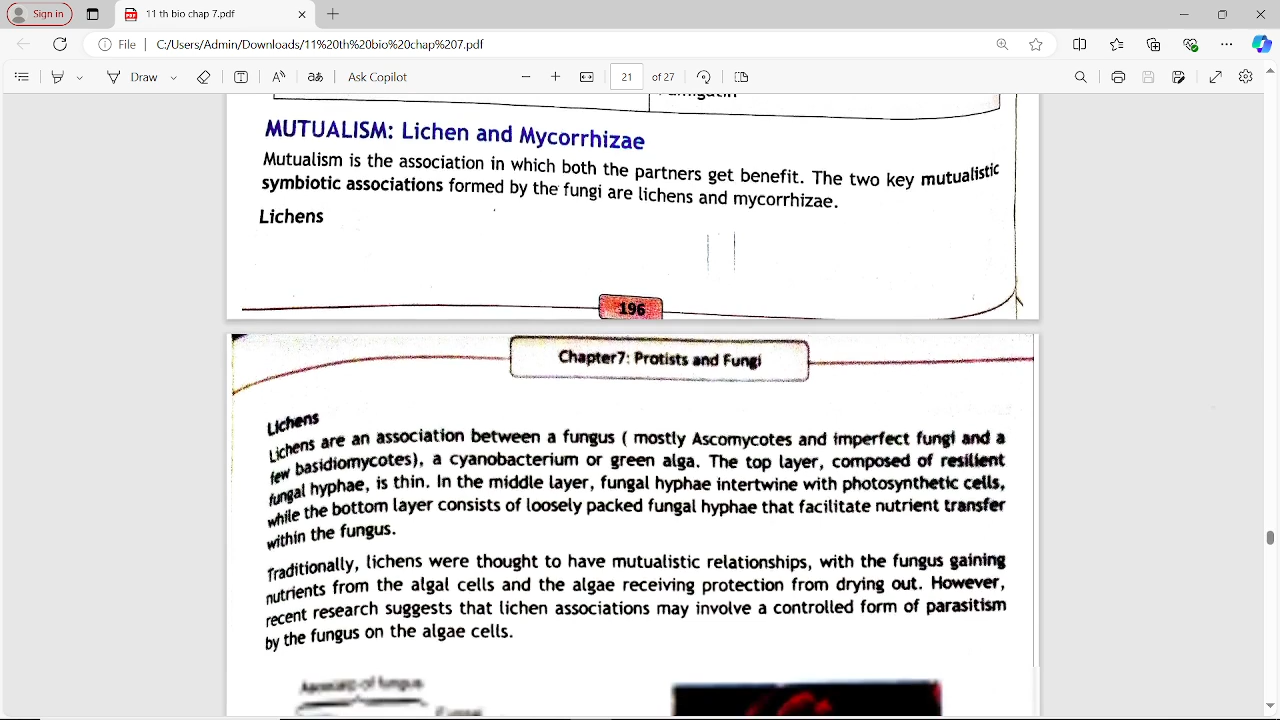 Sign in
11 th bio chap 7.pdf
File
C:/Users/Admin/Downloads/11%20th%20bio%20chap%207.pdf
Draw
Ask Copilot
21 of 27
MUTUALISM: Lichen and Mycorrhizae
Mutualism is the association in which both the partners get benefit. The two key mutualistic
symbiotic associations formed by the fungi are lichens and mycorrhizae.
Lichens
196
Chapter7: Protists and Fungi
Lichens
Lichens are an association between a fungus ( mostly Ascomycotes and imperfect fungi and a
few basidiomycotes), a cyanobacterium or green alga. The top layer, composed of resilient
fungal hyphae, is thin. In the middle layer, fungal hyphae intertwine with photosynthetic cells,
while the bottom layer consists of loosely packed fungal hyphae that facilitate nutrient transfer
within the fungus.
Traditionally, lichens were thought to have mutualistic relationships, with the fungus gaining
nutrients from the algal cells and the algae receiving protection from drying out. However,
recent research suggests that lichen associations may involve a controlled form of parasitism
by the fungus on the algae cells.
of fungus